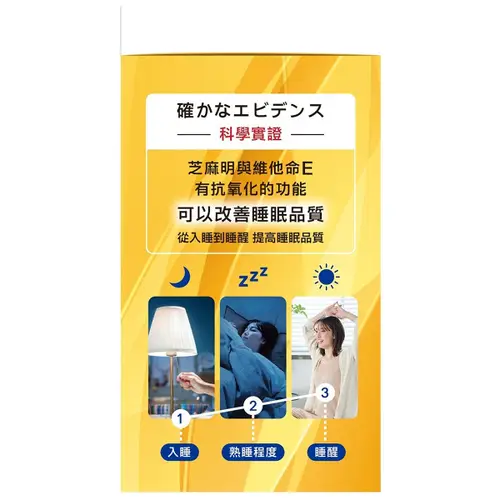 確かなエビデンス
科學實證
芝麻明與維他命E
有抗氧化的功能
可以改善睡眠品質
從入睡到睡醒 提高睡眠品質
zzz
1
2
3
入睡
熟睡程度
睡醒